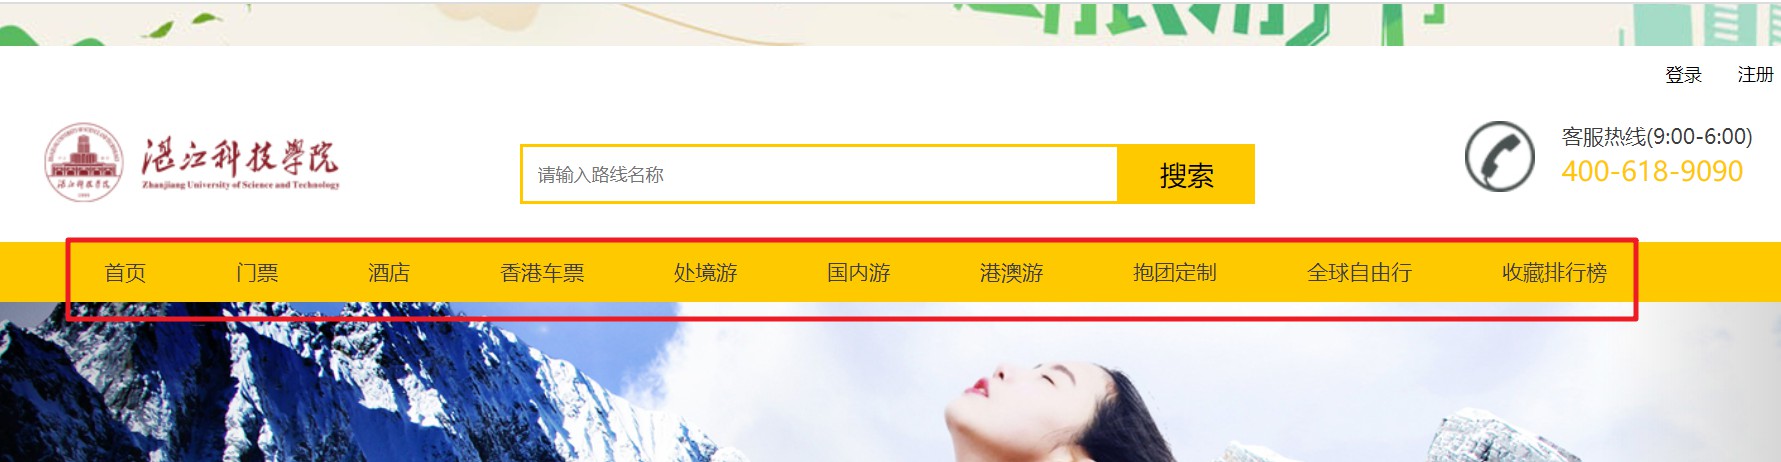 登录 注册
湛江科技學院
Zhanjiang University of Science and Technology
请输入路线名称
搜索
客服热线(9:00-6:00)
400-618-9090
首页 门票 酒店 香港车票 处境游 国内游 港澳游 抱团定制 全球自由行 收藏排行榜